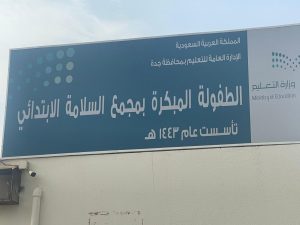 المملكة العربية السعودية
الإدارة العامة للتعليم بمحافظة جدة
الطفولة المبكرة بمجمع السلامة الابتدائي
تأسست عام ١٤٤٣ هـ
وزارة التعليم
Ministry of Education